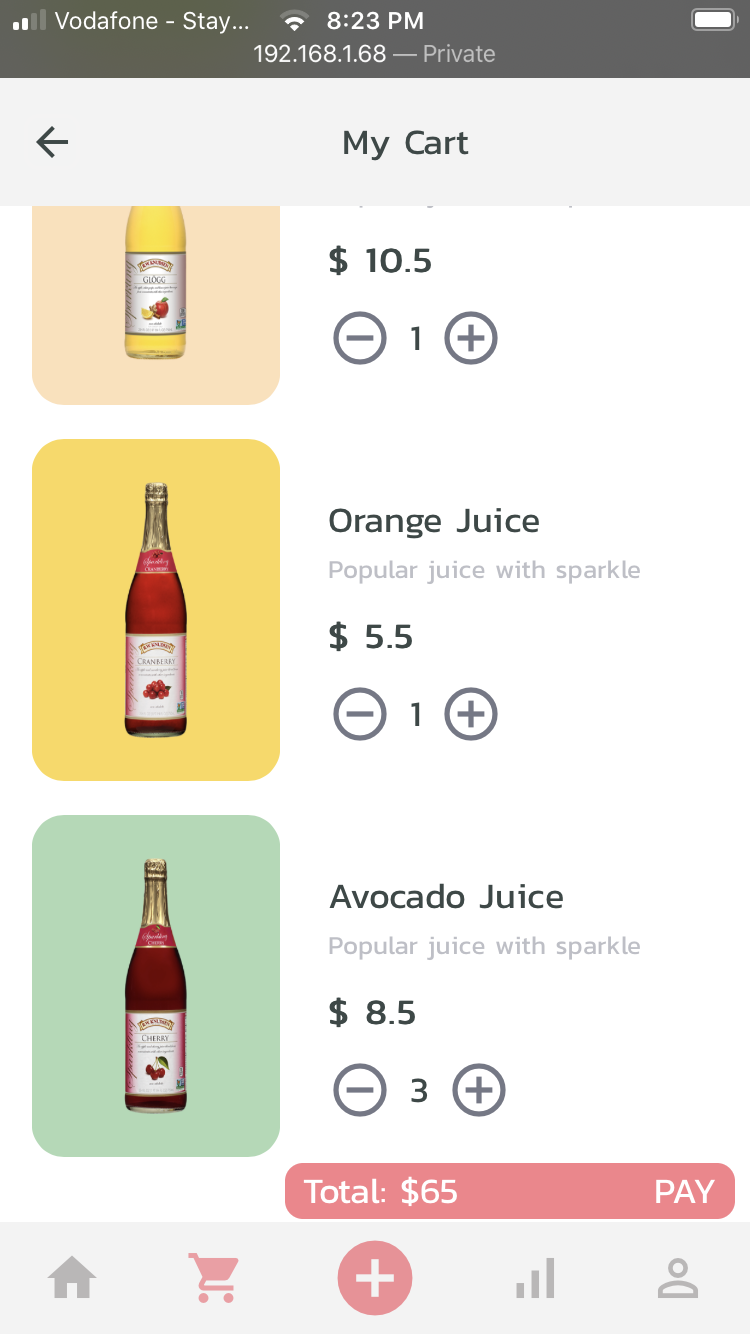 Vodafone - Stay... 8:23 PM
192.168.1.68 — Private
My Cart
GLÖGG
$ 10.5
1
Orange Juice
Popular juice with sparkle
Sparkling
CRANBERRY
CRANBERRY
$ 5.5
1
Avocado Juice
Popular juice with sparkle
Sparkling
CHERRY
CHERRY
$ 8.5
3
Total: $65
PAY